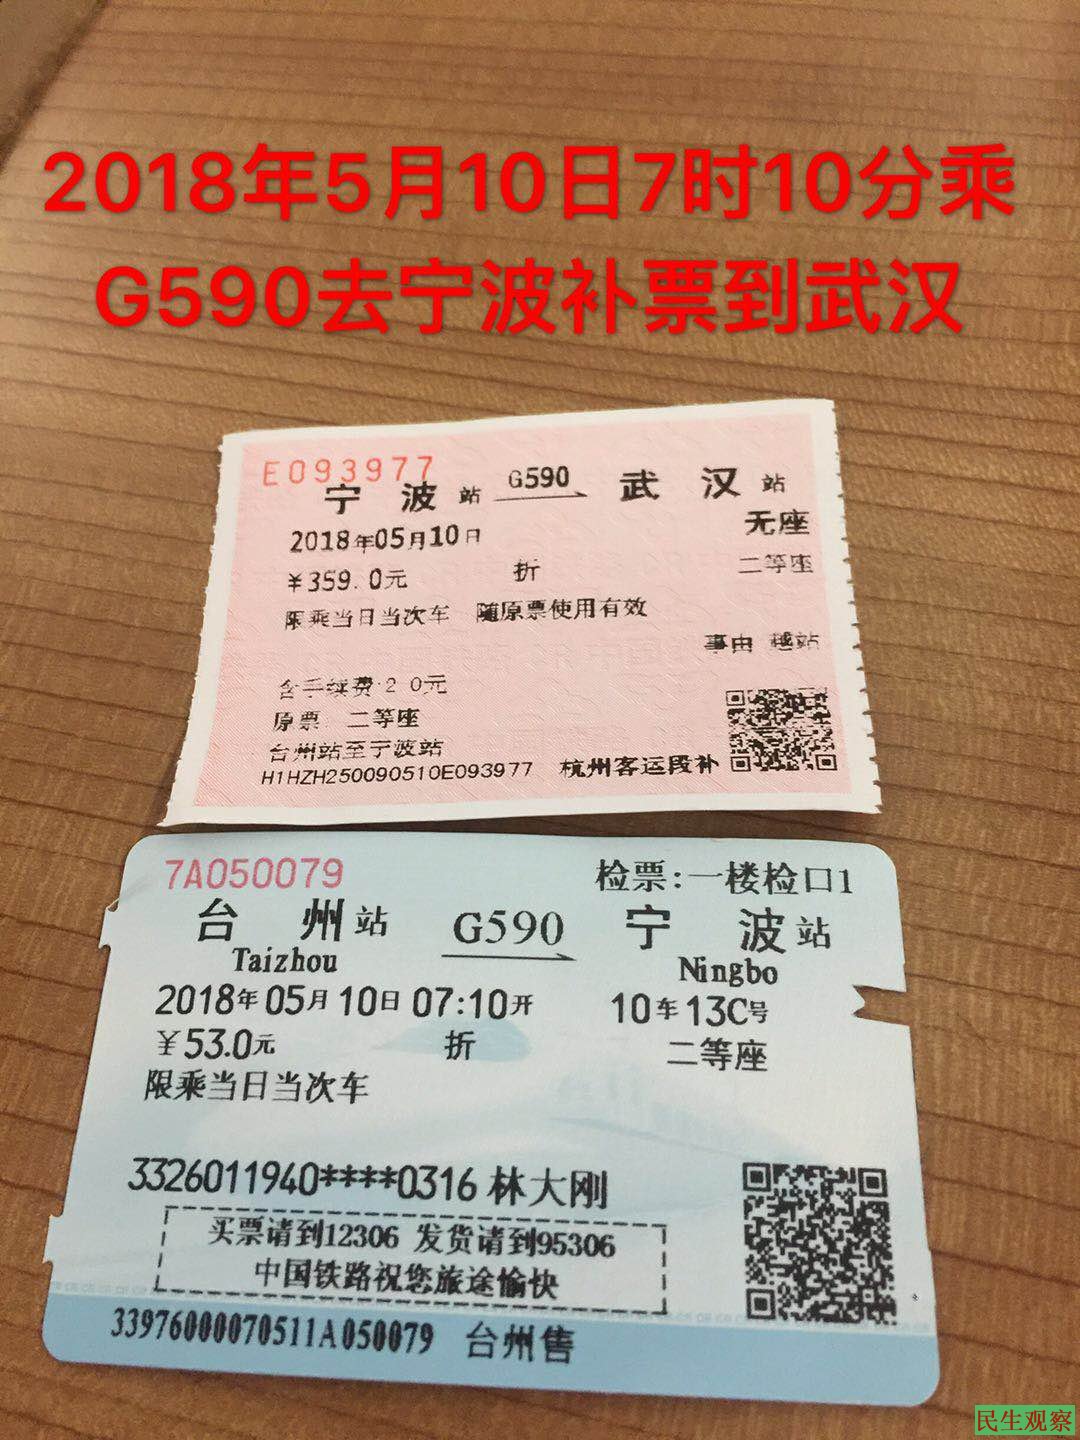 2018年5月10日7时10分乘
G590去宁波补票到武汉
E093977
宁波站 G590 武汉站
2018年05月10日
无座
¥359.0元 折 二等座
限乘当日当次车 随原票使用有效
事由 越站
含手续费:2.0元
原票: 二等座
台州站至宁波站
H1HZH250090510E093977 杭州客运段补
7A050079 检票:一楼检口1
台州站 G590 宁波站
Taizhou Ningbo
2018年05月10日07:10开 10车13C号
¥53.0元 折 二等座
限乘当日当次车
3326011940****0316林大刚
买票请到12306 发货请到95306
中国铁路祝您旅途愉快
33976000070511A050079 台州售
民生观察